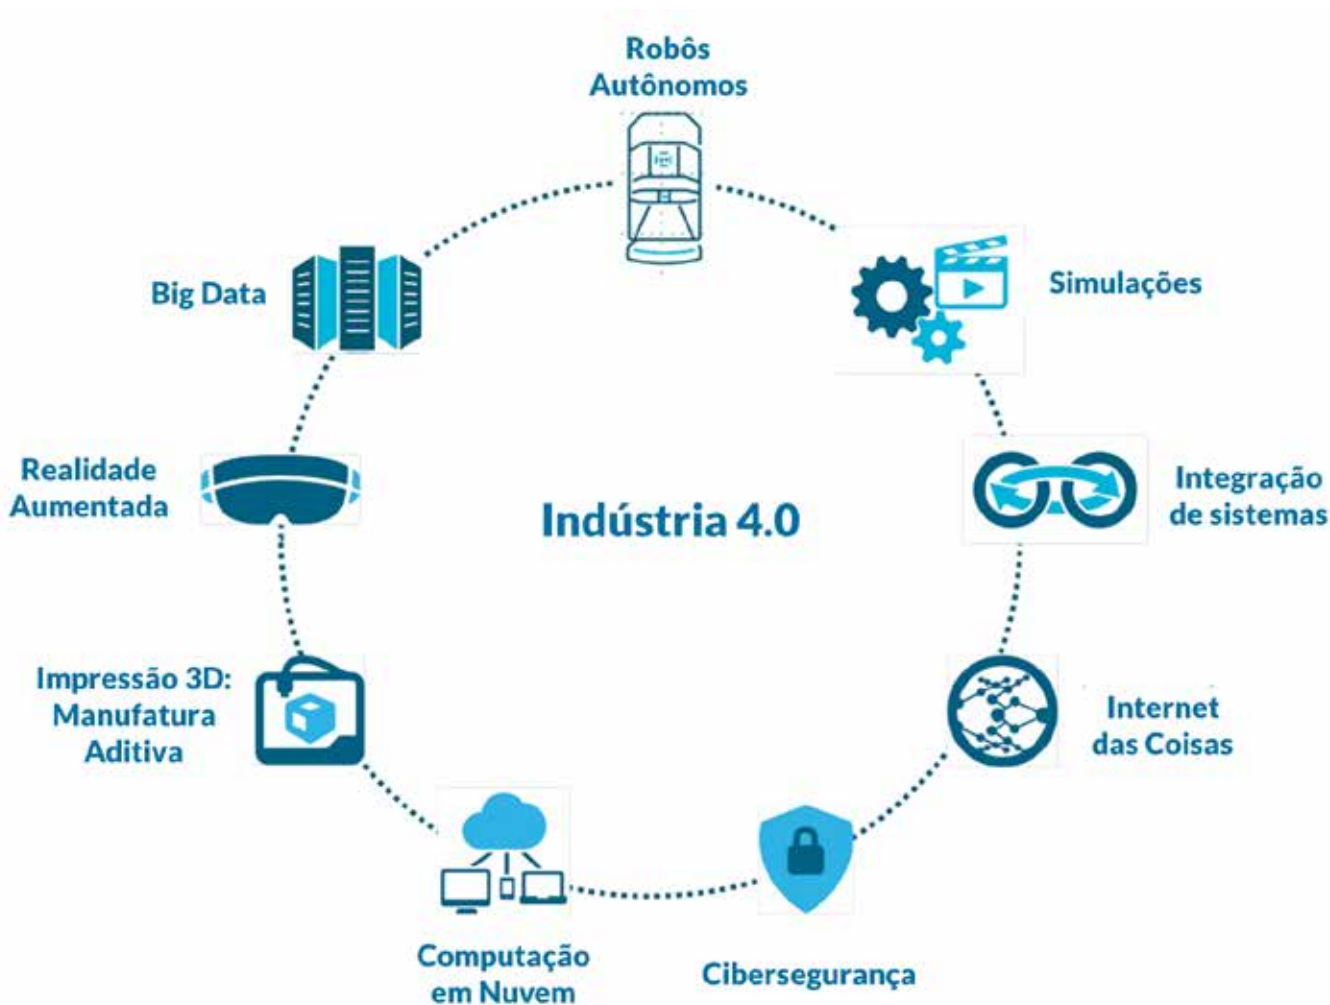 Robôs
Autônomos
Big Data
Simulações
Realidade
Aumentada
Indústria 4.0
Integração
de sistemas
Impressão 3D:
Manufatura
Aditiva
Internet
das Coisas
Computação
em Nuvem
Cibersegurança